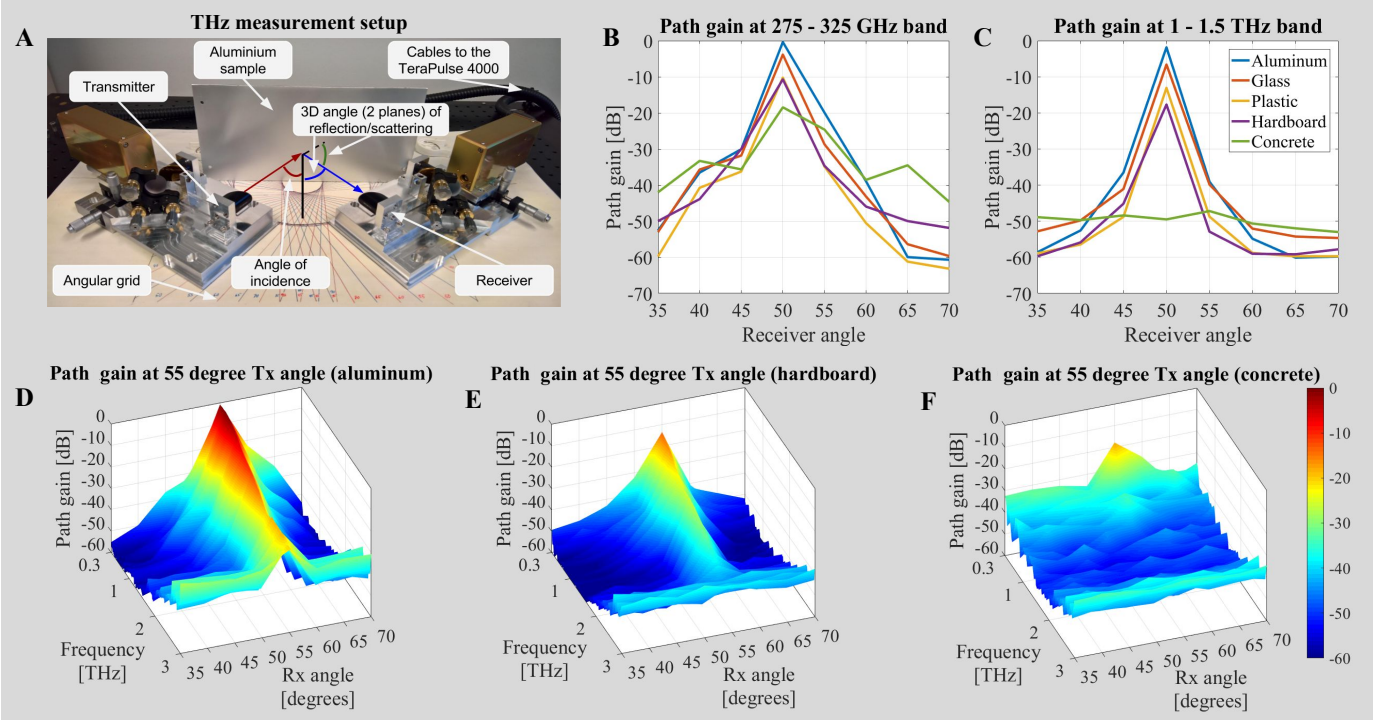 A
THz measurement setup
Aluminium
sample
Cables to the
TeraPulse 4000
Transmitter
3D angle (2 planes) of
reflection/scattering
Angular grid
Angle of
incidence
Receiver
B
Path gain at 275 - 325 GHz band
Path gain [dB]
0
-10
-20
-30
-40
-50
-60
-70
35 40 45 50 55 60 65 70
Receiver angle
C
Path gain at 1 - 1.5 THz band
Path gain [dB]
0
-10
-20
-30
-40
-50
-60
-70
35 40 45 50 55 60 65 70
Receiver angle
Aluminum
Glass
Plastic
Hardboard
Concrete
D
Path gain at 55 degree Tx angle (aluminum)
Path gain [dB]
0
-10
-20
-30
-40
-50
-60
0.3
1
2
3
Frequency
[THz]
35 40 45 50 55 60 65 70
Rx angle
[degrees]
E
Path gain at 55 degree Tx angle (hardboard)
Path gain [dB]
0
-10
-20
-30
-40
-50
-60
0.3
1
2
3
Frequency
[THz]
35 40 45 50 55 60 65 70
Rx angle
[degrees]
F
Path gain at 55 degree Tx angle (concrete)
Path gain [dB]
0
-10
-20
-30
-40
-50
-60
0.3
1
2
3
Frequency
[THz]
35 40 45 50 55 60 65 70
Rx angle
[degrees]
0
-10
-20
-30
-40
-50
-60